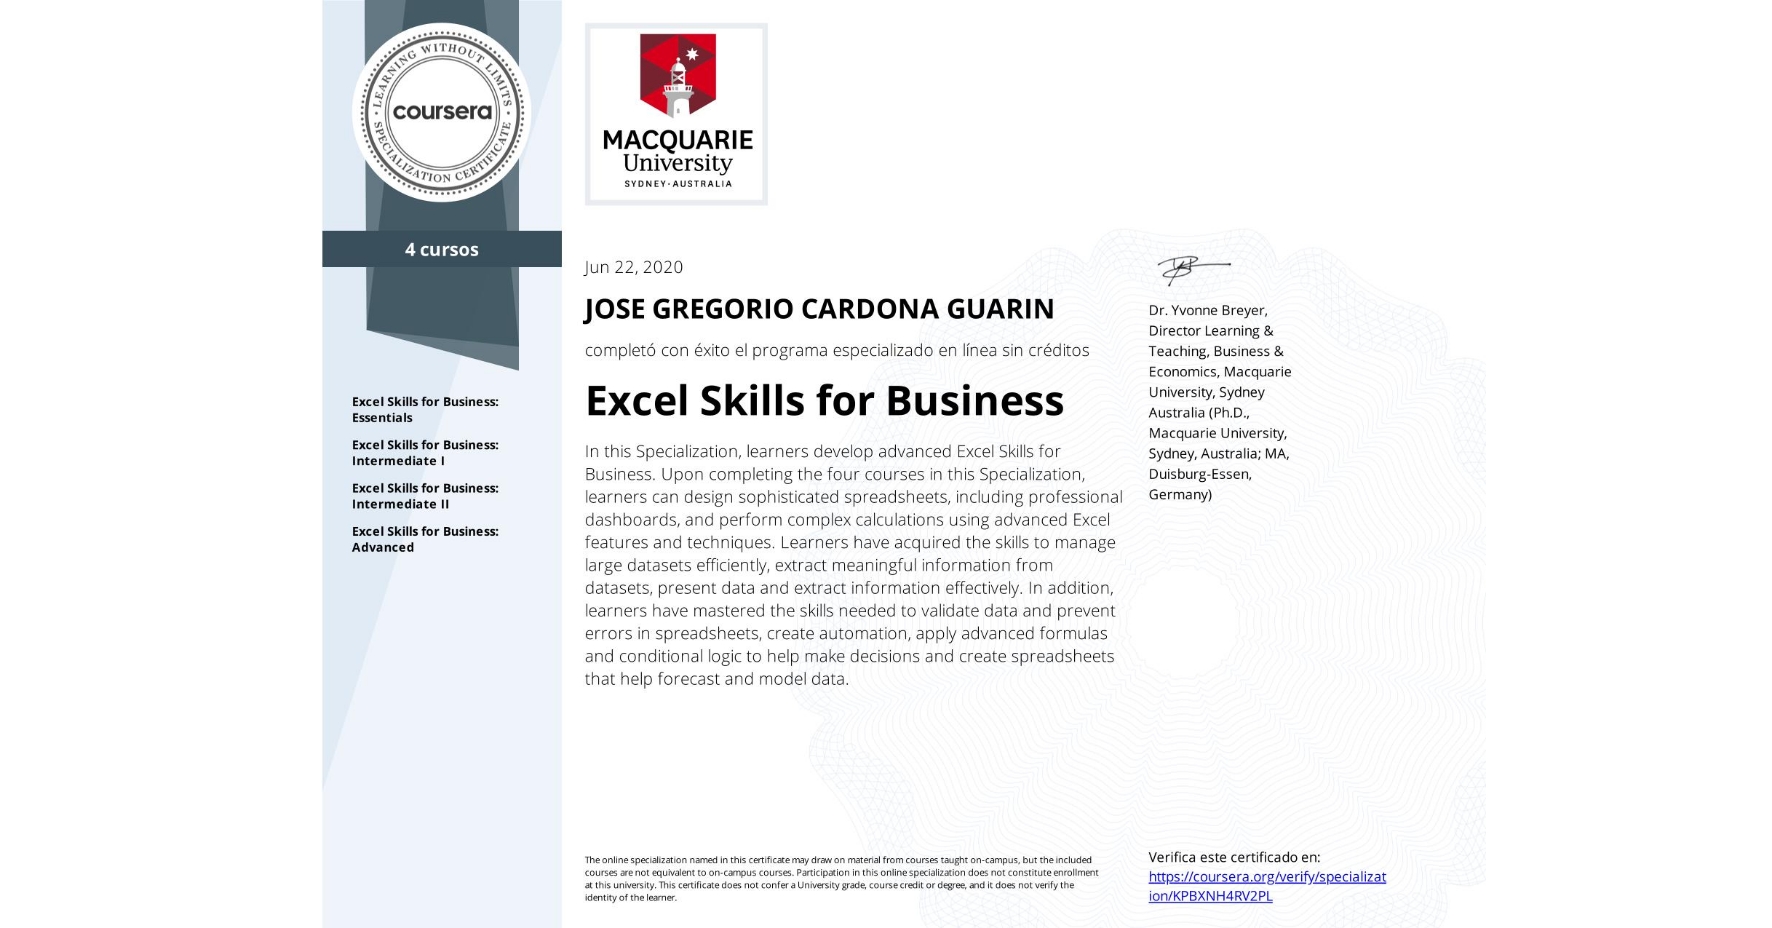 LEARNING WITHOUT LIMITS
coursera
SPECIALIZATION CERTIFICATE
MACQUARIE
University
SYDNEY·AUSTRALIA
4 cursos
Excel Skills for Business:
Essentials
Excel Skills for Business:
Intermediate I
Excel Skills for Business:
Intermediate II
Excel Skills for Business:
Advanced
Jun 22, 2020
JOSE GREGORIO CARDONA GUARIN
completó con éxito el programa especializado en línea sin créditos
Excel Skills for Business
In this Specialization, learners develop advanced Excel Skills for
Business. Upon completing the four courses in this Specialization,
learners can design sophisticated spreadsheets, including professional
dashboards, and perform complex calculations using advanced Excel
features and techniques. Learners have acquired the skills to manage
large datasets efficiently, extract meaningful information from
datasets, present data and extract information effectively. In addition,
learners have mastered the skills needed to validate data and prevent
errors in spreadsheets, create automation, apply advanced formulas
and conditional logic to help make decisions and create spreadsheets
that help forecast and model data.
Dr. Yvonne Breyer,
Director Learning &
Teaching, Business &
Economics, Macquarie
University, Sydney
Australia (Ph.D.,
Macquarie University,
Sydney, Australia; MA,
Duisburg-Essen,
Germany)
The online specialization named in this certificate may draw on material from courses taught on-campus, but the included
courses are not equivalent to on-campus courses. Participation in this online specialization does not constitute enrollment
at this university. This certificate does not confer a University grade, course credit or degree, and it does not verify the
identity of the learner.
Verifica este certificado en:
https://coursera.org/verify/specializat
ion/KPBXNH4RV2PL